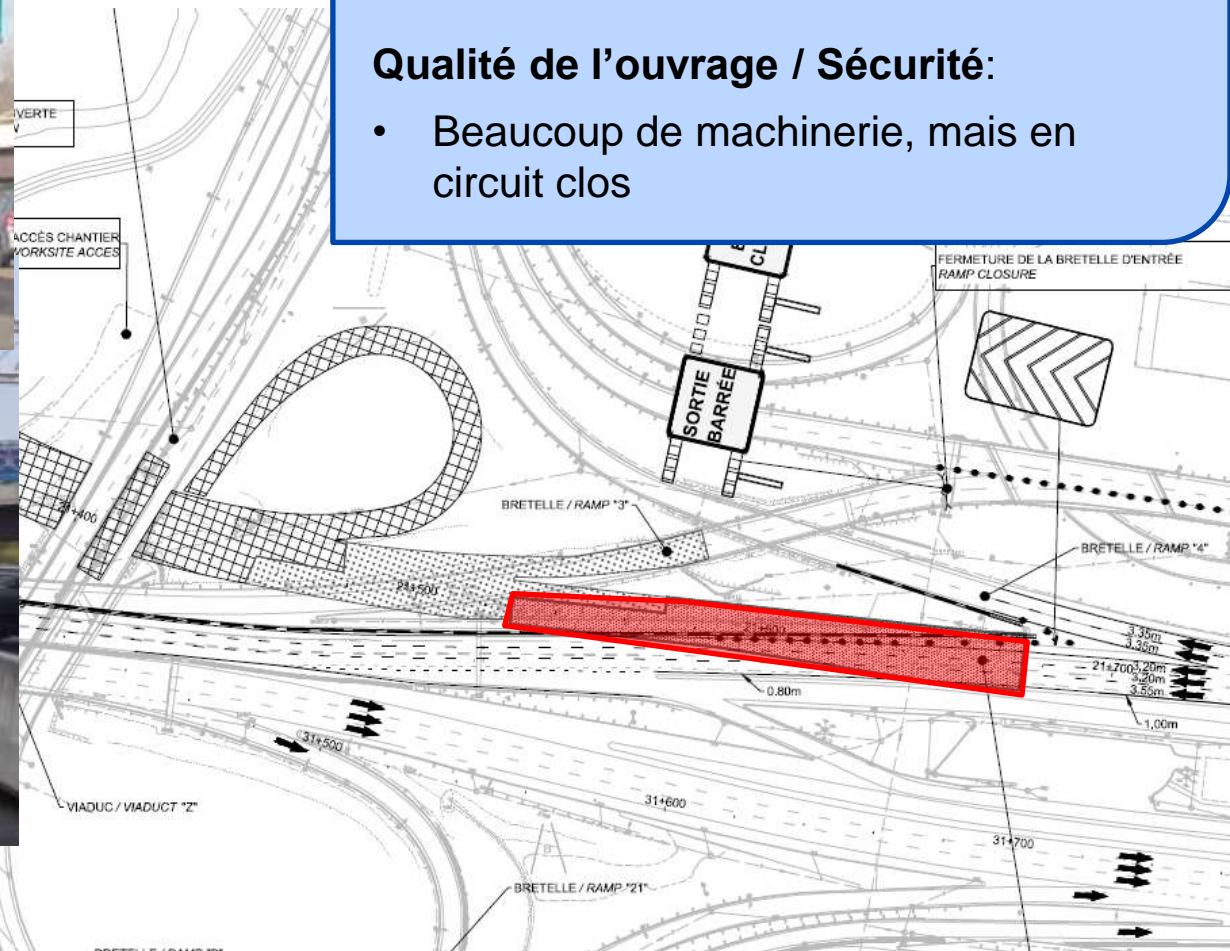 Qualité de l'ouvrage / Sécurité:
• Beaucoup de machinerie, mais en
circuit clos
VERTE
ACCÈS CHANTIER
WORKSITE ACCES
FERMETURE DE LA BRETELLE D'ENTRÉE
RAMP CLOSURE
CL
SORTIE
BARRÉE
BRETELLE / RAMP "3"
BRETELLE / RAMP "4"
21+400
21+500
3.35m
3.35m
21+700
3,20m
3,20m
3.55m
0.80m
1,00m
31+500
VIADUC / VIADUCT "Z"
31+600
31+700
BRETELLE / RAMP "21"